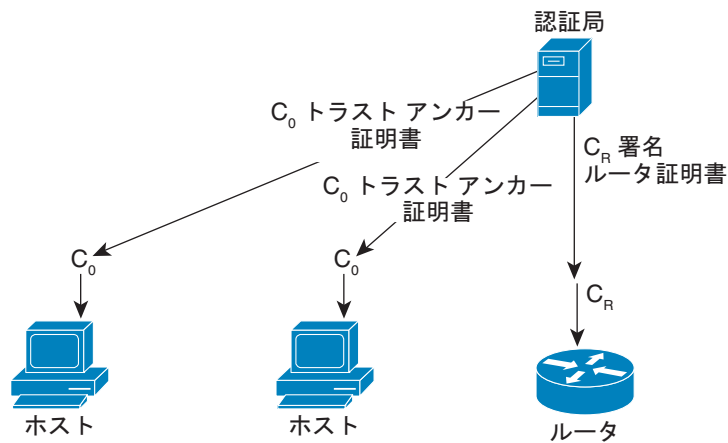 認証局
C₀ トラスト アンカー
証明書
C₀ トラスト アンカー
証明書
C_R 署名
ルータ証明書
C₀
C₀
C_R
ホスト
ホスト
ルータ